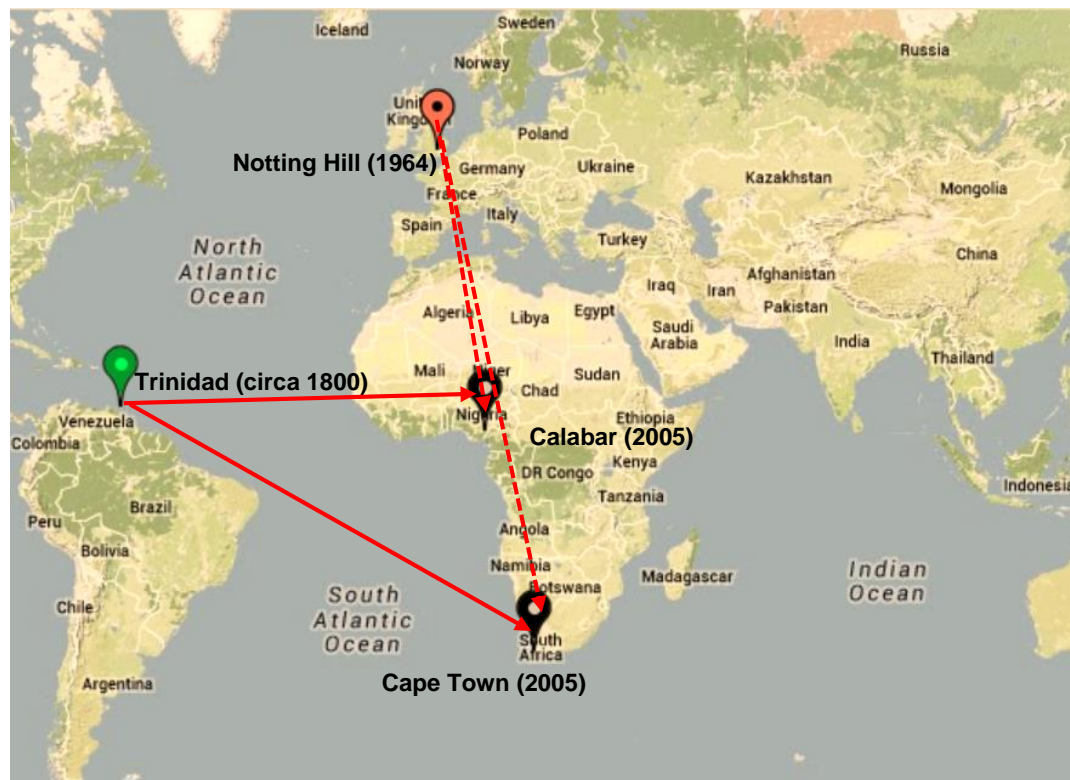 Iceland
Sweden
Russia
Norway
United
Kingdom
Poland
Notting Hill (1964)
Germany
Ukraine
Kazakhstan
France
Mongolia
Spain
Italy
Turkey
North
Atlantic
Ocean
China
Iraq
Iran
Afghanistan
Algeria
Libya
Egypt
Pakistan
Saudi
Arabia
India
Thailand
Trinidad (circa 1800)
Mali
Niger
Chad
Sudan
Venezuela
Nigeria
Ethiopia
Colombia
Calabar (2005)
DR Congo
Kenya
Indonesia
Tanzania
Brazil
Peru
Angola
Bolivia
Namibia
Botswana
Madagascar
Indian
Ocean
South
Atlantic
Ocean
Chile
South
Africa
Argentina
Cape Town (2005)